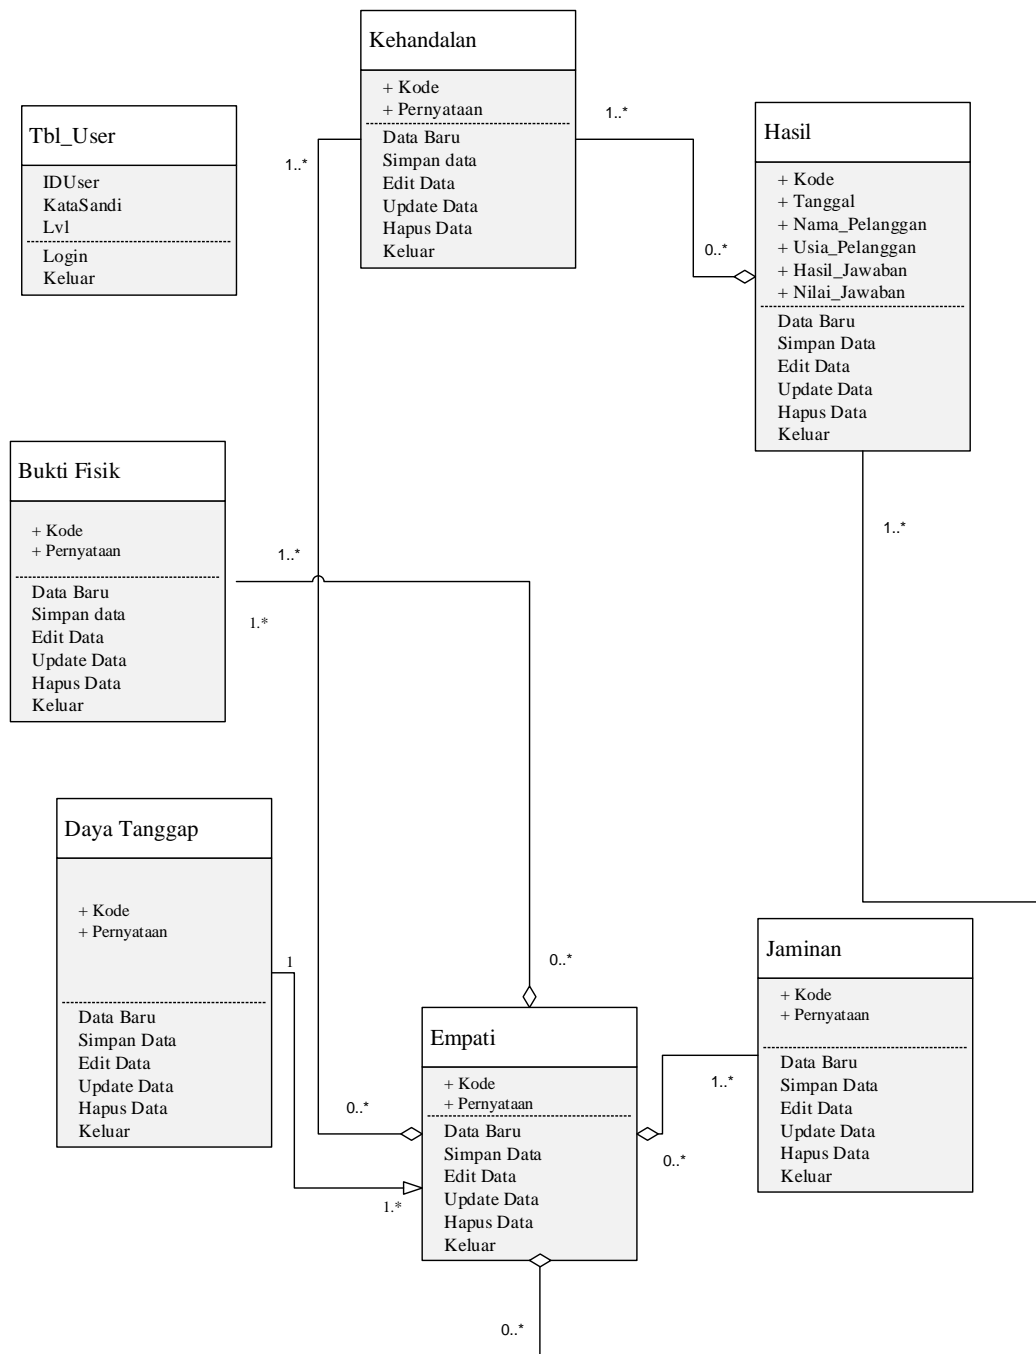 Kehandalan
+ Kode
+ Pernyataan
Data Baru
Simpan data
Edit Data
Update Data
Hapus Data
Keluar
1..*
1..*
0..*
Tbl_User
IDUser
KataSandi
Lvl
Login
Keluar
Hasil
+ Kode
+ Tanggal
+ Nama_Pelanggan
+ Usia_Pelanggan
+ Hasil_Jawaban
+ Nilai_Jawaban
Data Baru
Simpan Data
Edit Data
Update Data
Hapus Data
Keluar
1..*
Bukti Fisik
+ Kode
+ Pernyataan
Data Baru
Simpan data
Edit Data
Update Data
Hapus Data
Keluar
1..*
1.*
Daya Tanggap
+ Kode
+ Pernyataan
Data Baru
Simpan Data
Edit Data
Update Data
Hapus Data
Keluar
1
0..*
0..*
1.*
Empati
+ Kode
+ Pernyataan
Data Baru
Simpan Data
Edit Data
Update Data
Hapus Data
Keluar
0..*
1..*
0..*
Jaminan
+ Kode
+ Pernyataan
Data Baru
Simpan Data
Edit Data
Update Data
Hapus Data
Keluar